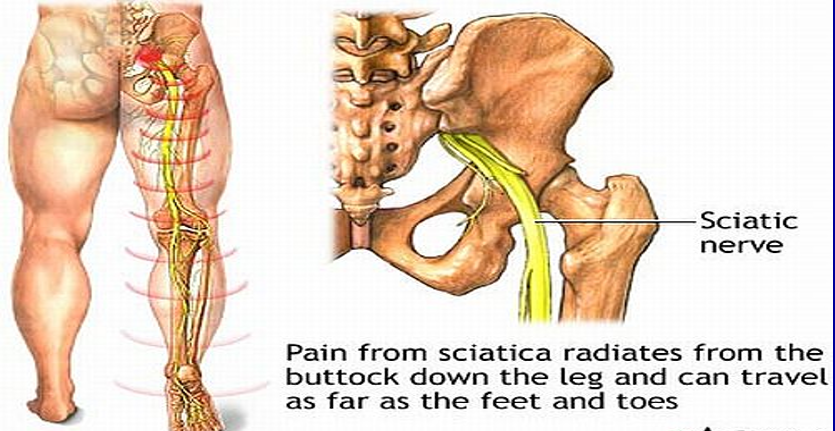 Sciatic
nerve
Pain from sciatica radiates from the
buttock down the leg and can travel
as far as the feet and toes